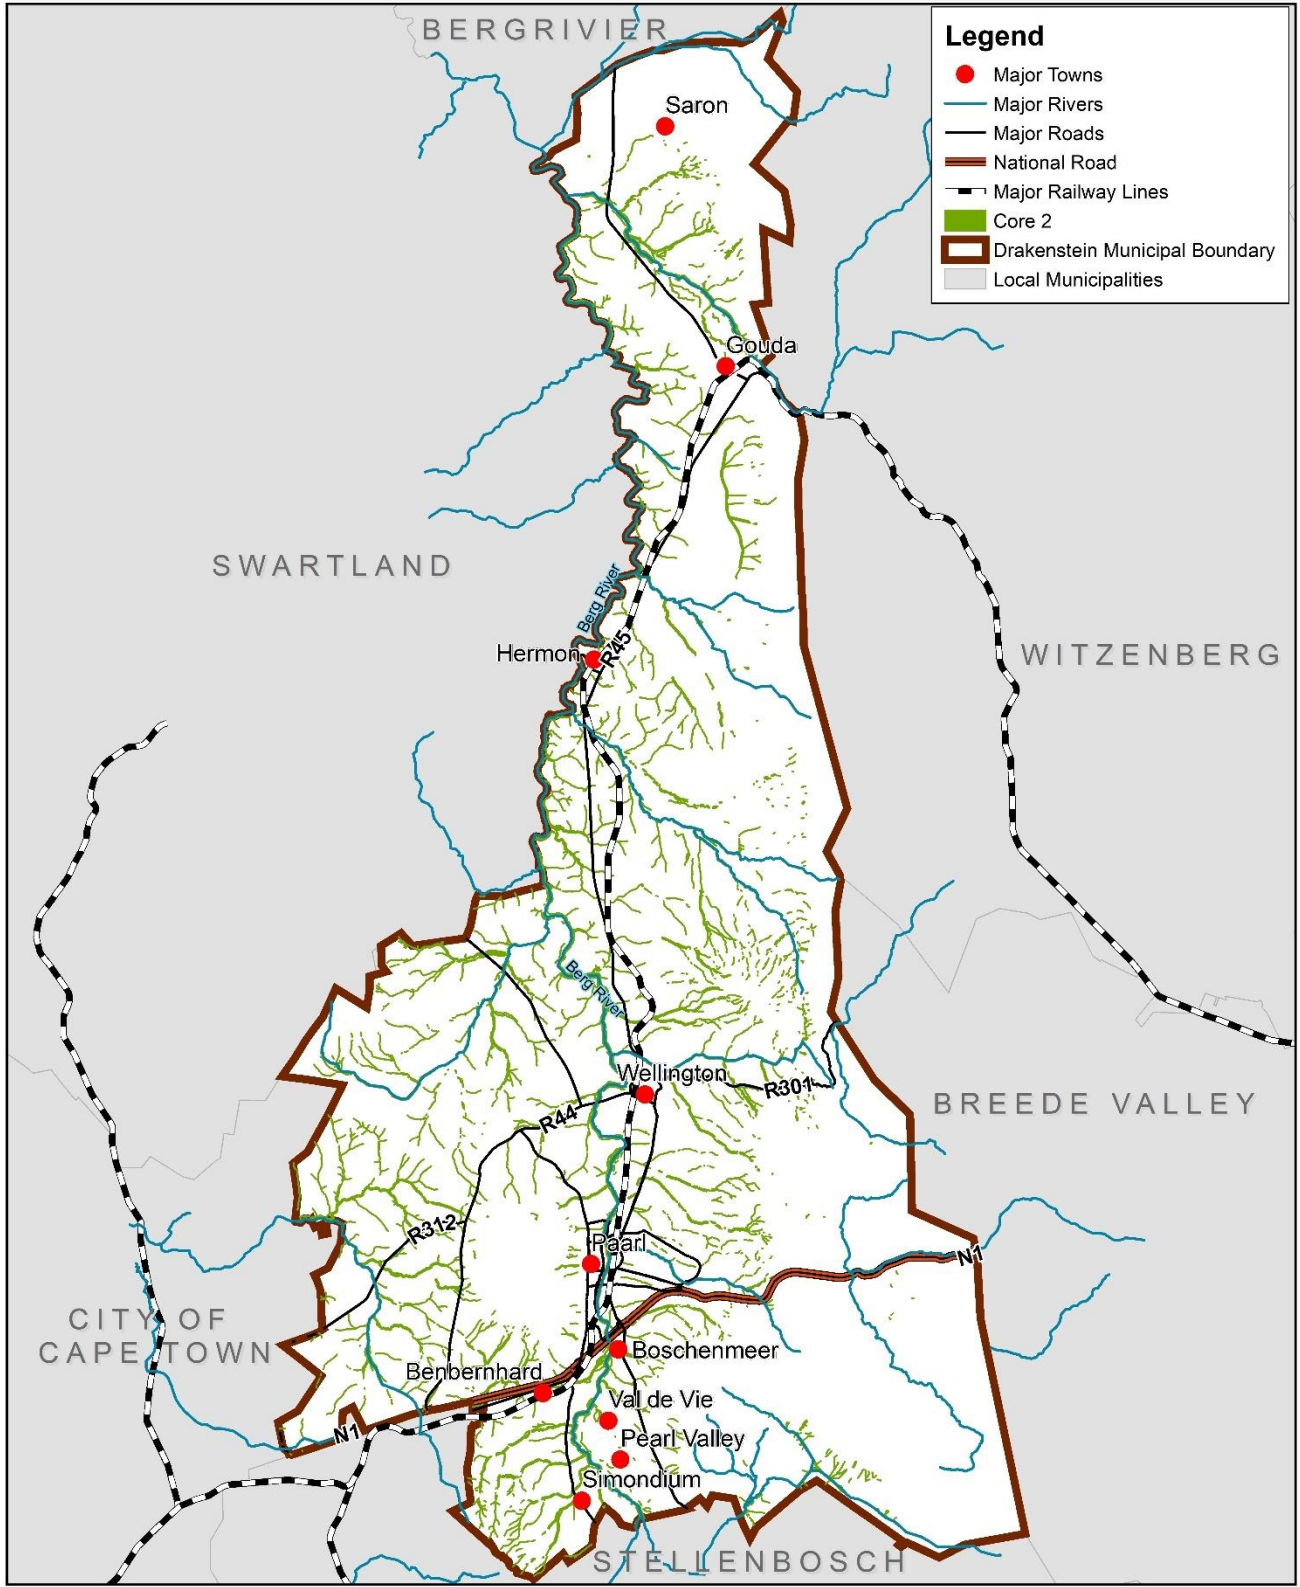 BERGRIVIER
Legend
Major Towns
Major Rivers
Major Roads
National Road
Major Railway Lines
Core 2
Drakenstein Municipal Boundary
Local Municipalities
Saron
Gouda
SWARTLAND
Berg River
Hermon
R45
WITZENBERG
Berg River
Wellington
R301
BREEDE VALLEY
R44
R312
Paarl
N1
CITY OF
CAPE TOWN
Boschenmeer
Benbernhard
Val de Vie
N1
Pearl Valley
Simondium
STELLENBOSCH